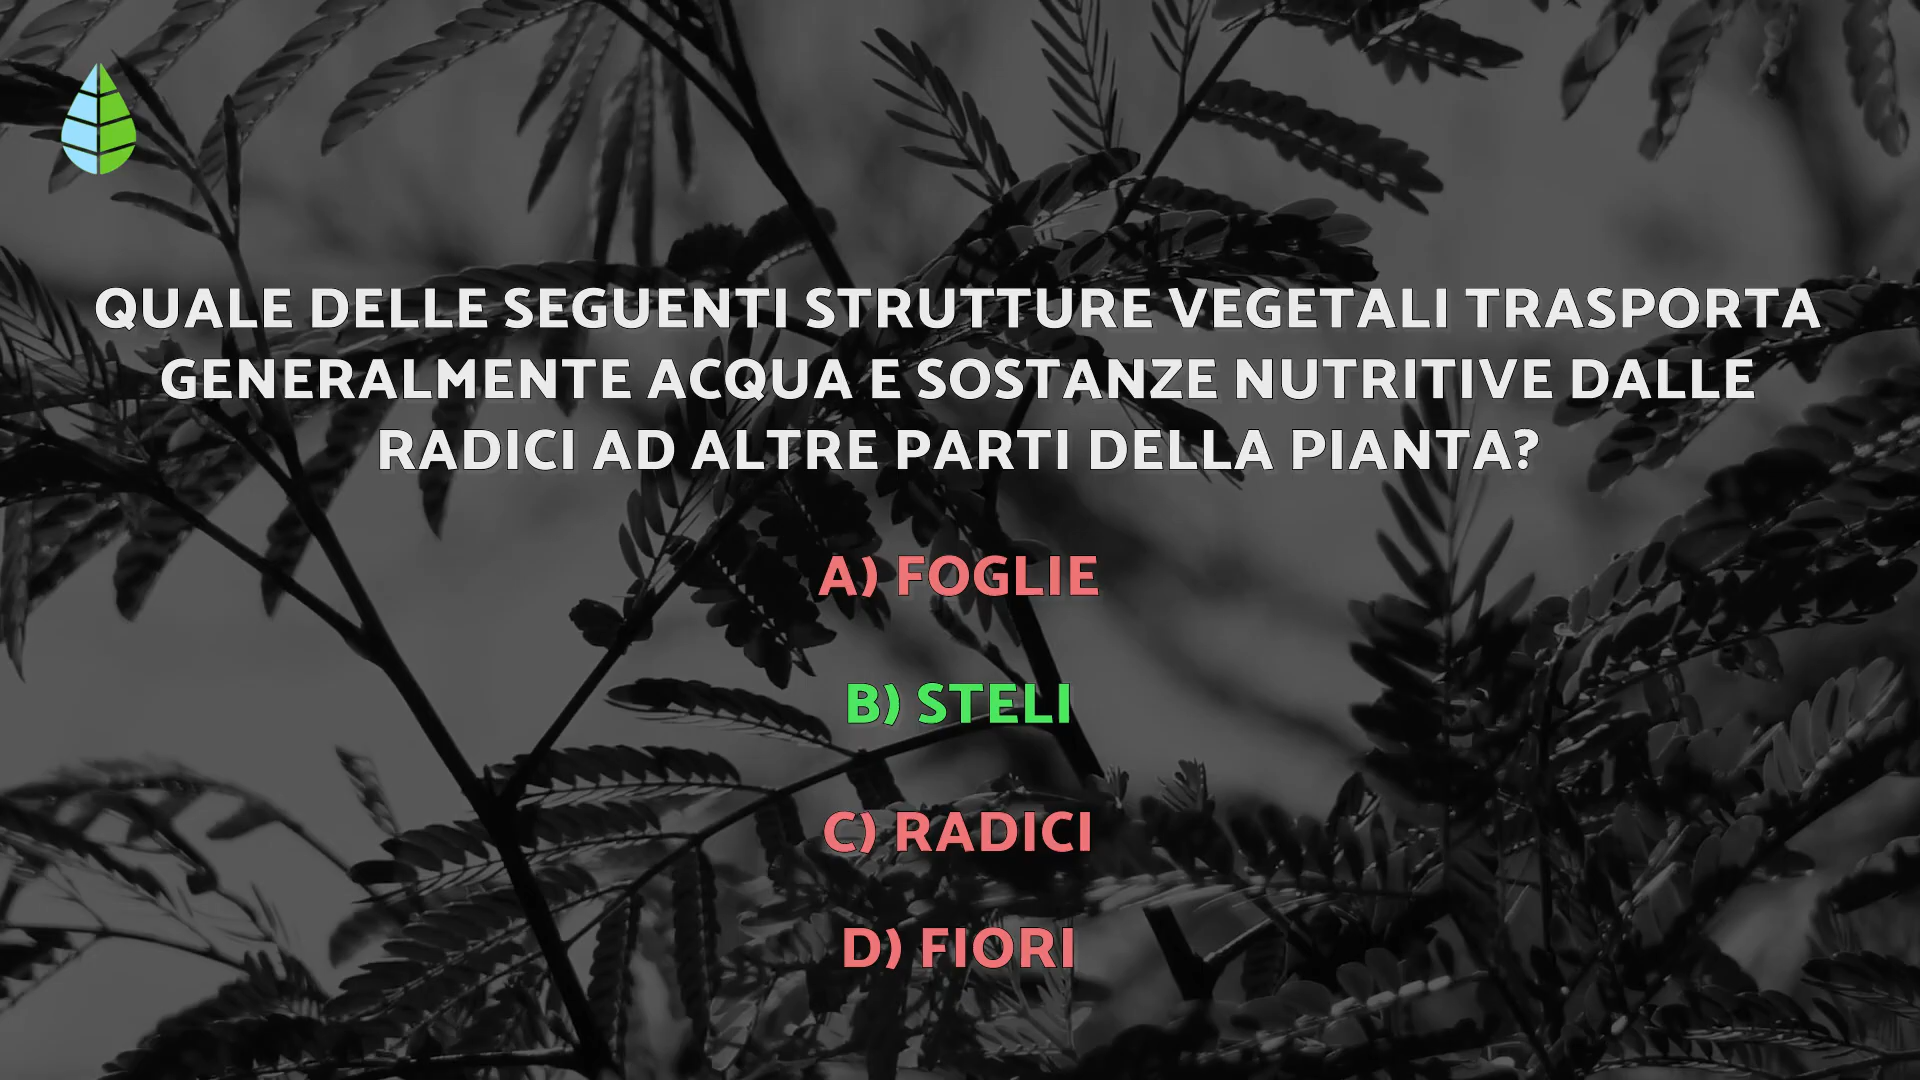 QUALE DELLE SEGUENTI STRUTTURE VEGETALI TRASPORTA
GENERALMENTE ACQUA E SOSTANZE NUTRITIVE DALLE
RADICI AD ALTRE PARTI DELLA PIANTA?
A) FOGLIE
B) STELI
C) RADICI
D) FIORI